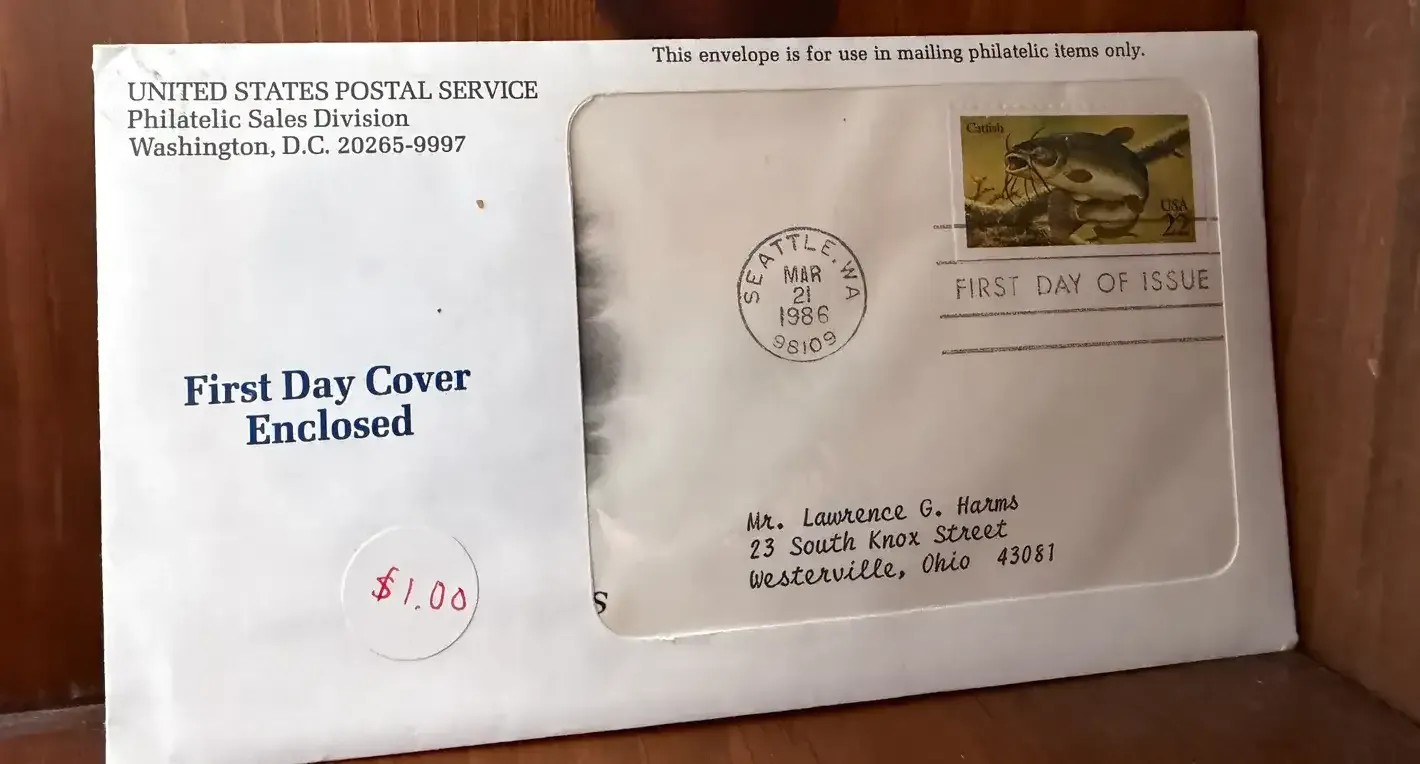 This envelope is for use in mailing philatelic items only.
UNITED STATES POSTAL SERVICE
Philatelic Sales Division
Washington, D.C. 20265-9997
Catfish
USA
22
SEATTLE, WA
MAR
21
1986
98109
FIRST DAY OF ISSUE
First Day Cover
Enclosed
Mr. Lawrence G. Harms
23 South Knox Street
Westerville, Ohio 43081
$1.00
S